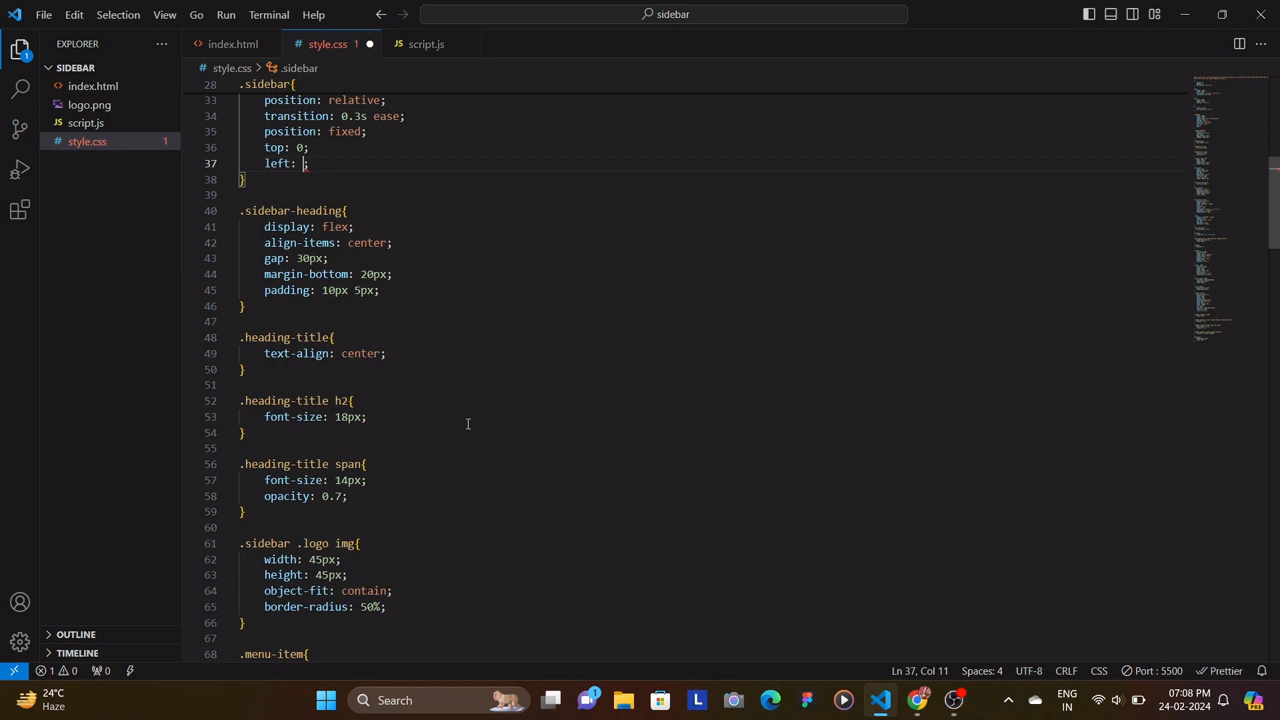 File Edit Selection View Go Run Terminal Help
sidebar
EXPLORER
index.html
# style.css 1
JS script.js
SIDEBAR
index.html
logo.png
JS script.js
# style.css 1
# style.css > .sidebar
28 .sidebar{
33 position: relative;
34 transition: 0.3s ease;
35 position: fixed;
36 top: 0;
37 left: ;
38 }
39
40 .sidebar-heading{
41 display: flex;
42 align-items: center;
43 gap: 30px;
44 margin-bottom: 20px;
45 padding: 10px 5px;
46 }
47
48 .heading-title{
49 text-align: center;
50 }
51
52 .heading-title h2{
53 font-size: 18px;
54 }
55
56 .heading-title span{
57 font-size: 14px;
58 opacity: 0.7;
59 }
60
61 .sidebar .logo img{
62 width: 45px;
63 height: 45px;
64 object-fit: contain;
65 border-radius: 50%;
66 }
67
68 .menu-item{
OUTLINE
TIMELINE
1 0 0
Ln 37, Col 11 Spaces: 4 UTF-8 CRLF CSS Port : 5500 Prettier
24°C
Haze
Search
1
ENG
IN
07:08 PM
24-02-2024